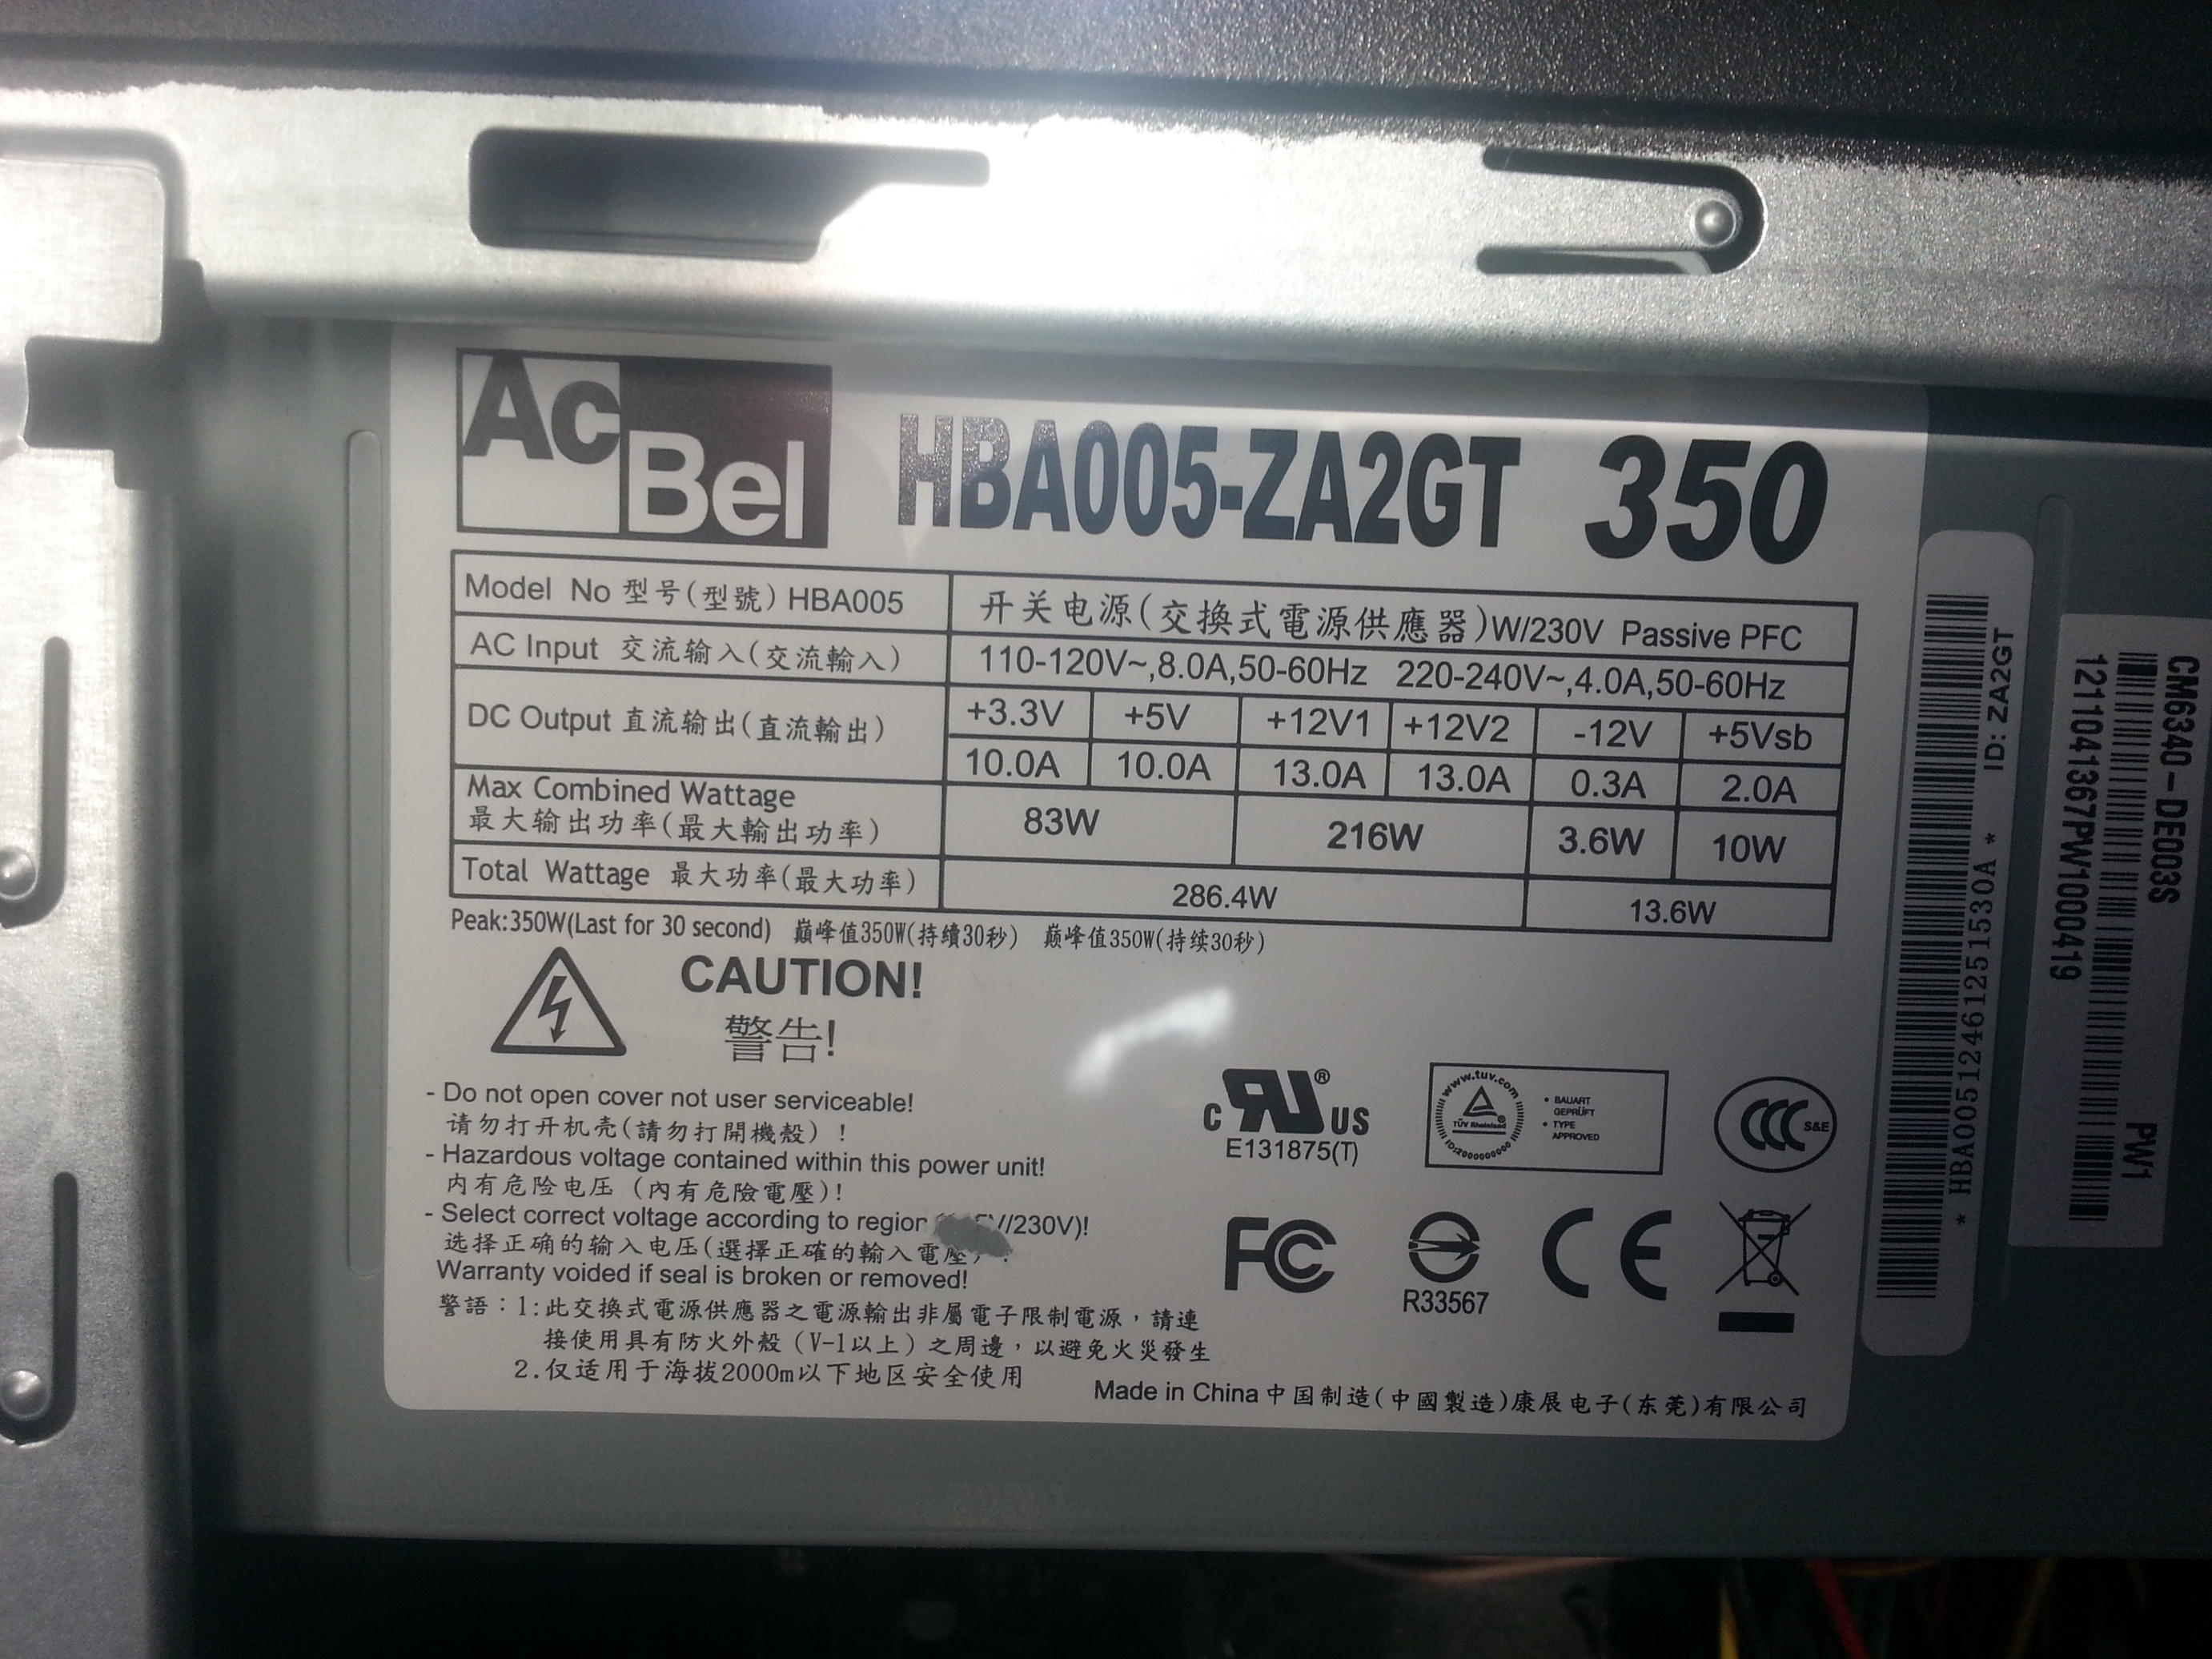 AcBel HBA005-ZA2GT 350
Model No 型号(型號) HBA005 开关电源(交換式電源供應器)W/230V Passive PFC
AC Input 交流输入(交流輸入) 110-120V~,8.0A,50-60Hz 220-240V~,4.0A,50-60Hz
DC Output 直流输出(直流輸出) +3.3V +5V +12V1 +12V2 -12V +5Vsb
10.0A 10.0A 13.0A 13.0A 0.3A 2.0A
Max Combined Wattage
最大输出功率(最大輸出功率) 83W 216W 3.6W 10W
Total Wattage 最大功率(最大功率) 286.4W 13.6W
Peak:350W(Last for 30 second) 巔峰值350W(持續30秒) 巅峰值350W(持续30秒)
CAUTION!
警告!
- Do not open cover not user serviceable!
请勿打开机壳(請勿打開機殼) !
- Hazardous voltage contained within this power unit!
内有危险电压 (內有危險電壓)!
- Select correct voltage according to region V/230V)!
选择正确的输入电压(選擇正確的輸入電壓)
Warranty voided if seal is broken or removed!
警語：1:此交換式電源供應器之電源輸出非屬電子限制電源，請連
接使用具有防火外殼 (V-1以上) 之周邊，以避免火災發生
2.仅适用于海拔2000m以下地区安全使用
c RU ® US
E131875(T)
www.tuv.com
TÜV Rheinland
ID:2000000000
• BAUART
GEPRÜFT
• TYPE
APPROVED
CCC S&E
FC
R33567
CE
Made in China 中国制造(中國製造)康展电子(东莞)有限公司
ID: ZA2GT
* HBA00512461251530A *
CM6340-DE003S PW1
1211041367PW1000419